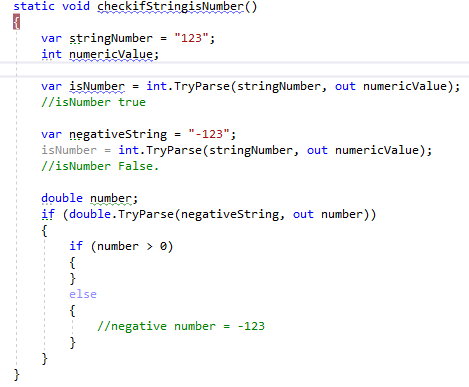 static void checkifStringisNumber()
{
var stringNumber = "123";
int numericValue;
var isNumber = int.TryParse(stringNumber, out numericValue);
//isNumber true
var negativeString = "-123";
isNumber = int.TryParse(stringNumber, out numericValue);
//isNumber False.
double number;
if (double.TryParse(negativeString, out number))
{
if (number > 0)
{
}
else
{
//negative number = -123
}
}
}